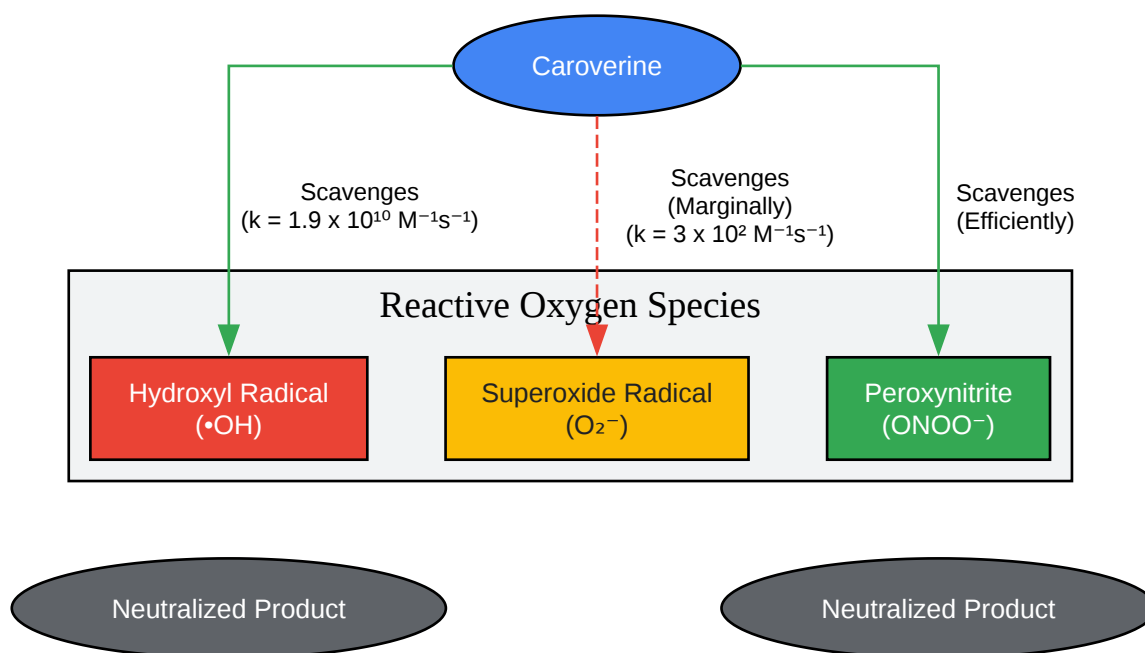 Caroverine
Scavenges
(k = 1.9 x 10¹⁰ M⁻¹s⁻¹)
Scavenges
(Marginally)
(k = 3 x 10² M⁻¹s⁻¹)
Scavenges
(Efficiently)
Reactive Oxygen Species
Hydroxyl Radical
(•OH)
Superoxide Radical
(O₂⁻)
Peroxynitrite
(ONOO⁻)
Neutralized Product
Neutralized Product